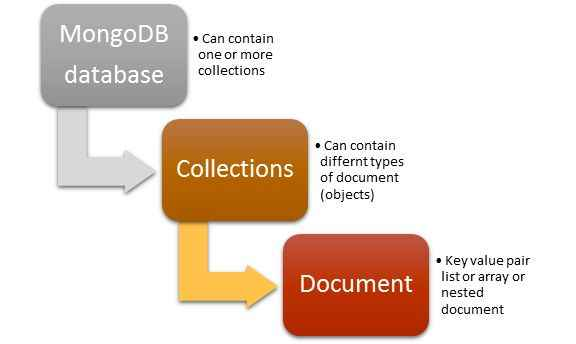 MongoDB
database
• Can contain
one or more
collections
Collections
• Can contain
differnt types
of document
(objects)
Document
• Key value pair
list or array or
nested
document